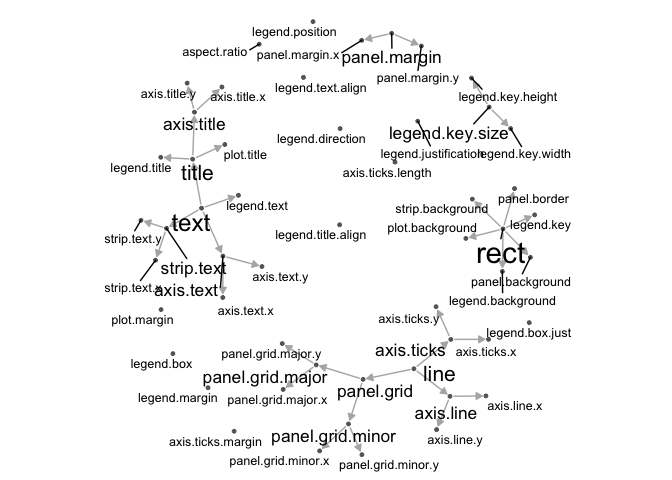 legend.position
aspect.ratio
panel.margin.x
panel.margin
panel.margin.y
legend.text.align
axis.title.y
axis.title.x
legend.key.height
axis.title
legend.direction
legend.key.size
plot.title
legend.justification
legend.key.width
legend.title
title
axis.ticks.length
legend.text
panel.border
strip.background
text
plot.background
legend.key
legend.title.align
strip.text.y
rect
strip.text
axis.text.y
panel.background
strip.text.x
axis.text
legend.background
axis.text.x
plot.margin
axis.ticks.y
legend.box.just
panel.grid.major.y
axis.ticks
axis.ticks.x
legend.box
panel.grid.major
line
panel.grid
legend.margin
panel.grid.major.x
axis.line.x
axis.line
axis.ticks.margin
panel.grid.minor
axis.line.y
panel.grid.minor.x
panel.grid.minor.y